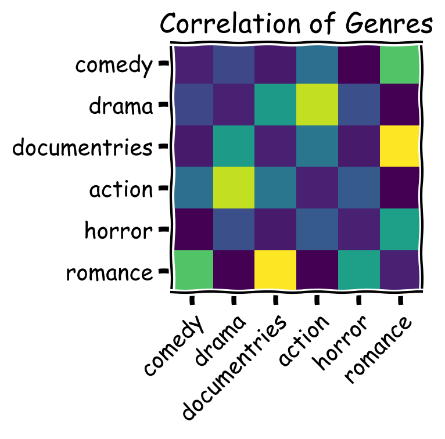 Correlation of Genres
comedy
drama
documentries
action
horror
romance
comedy
drama
documentries
action
horror
romance